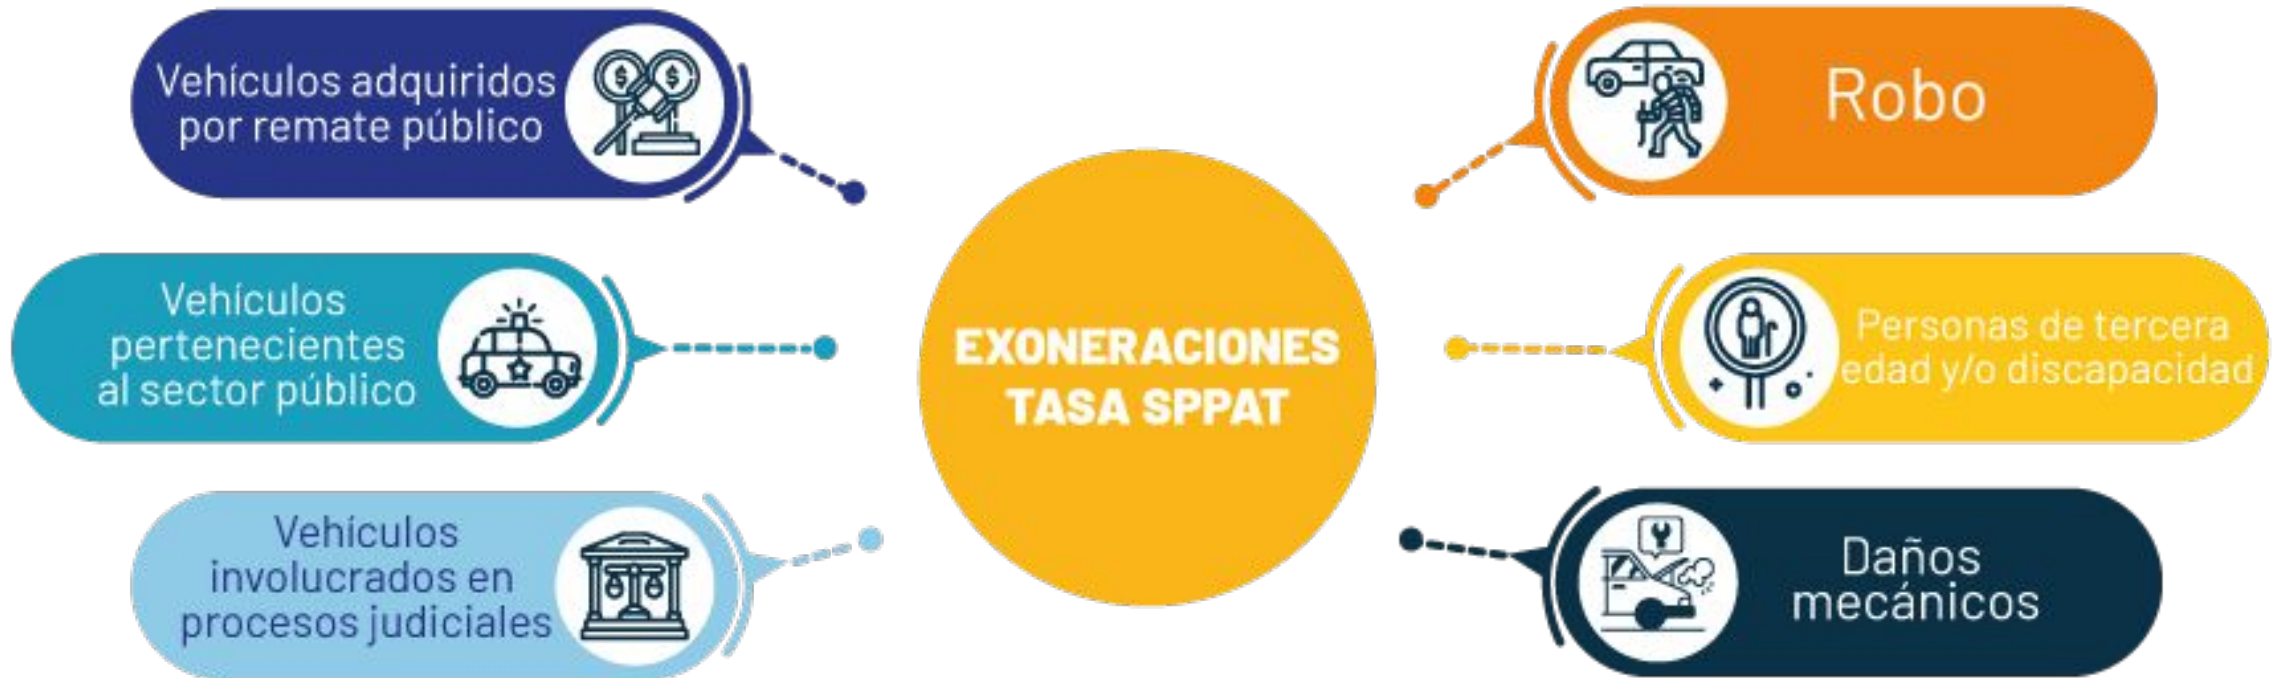 Vehículos adquiridos
por remate público
Robo
Vehículos
pertenecientes
al sector público
EXONERACIONES
TASA SPPAT
Personas de tercera
edad y/o discapacidad
Vehículos
involucrados en
procesos judiciales
Daños
mecánicos